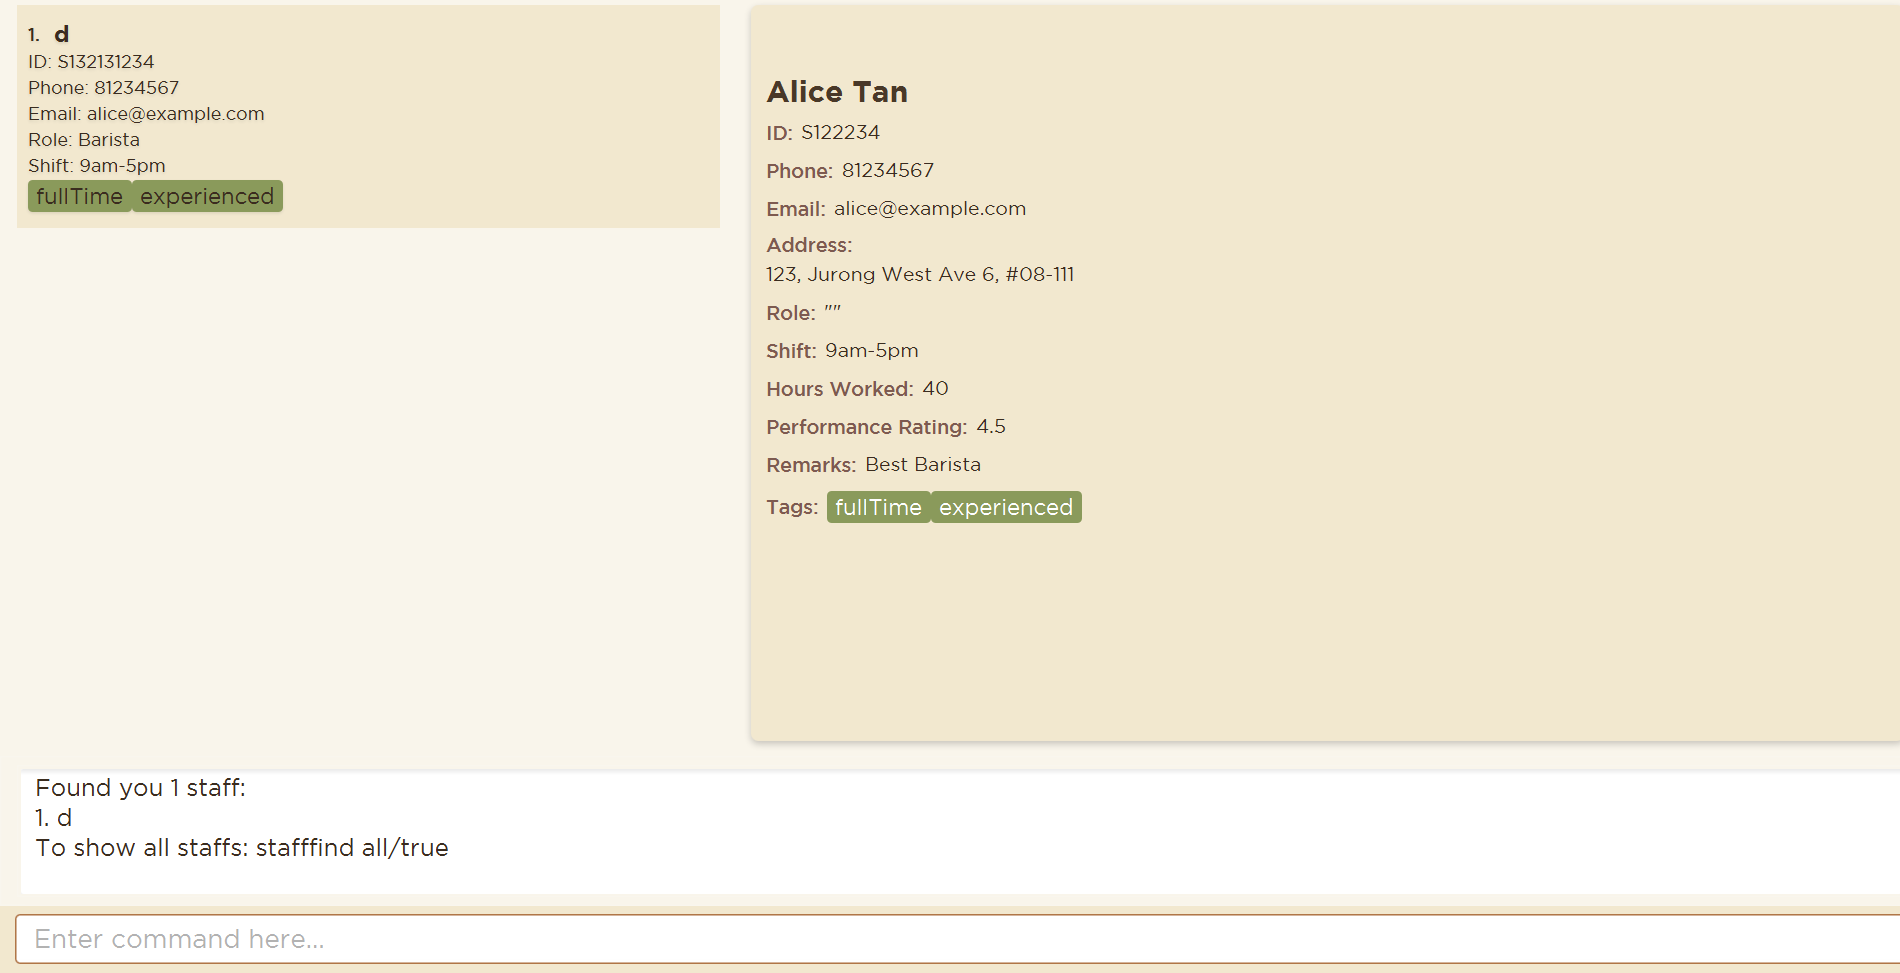 1. d
ID: S132131234
Phone: 81234567
Email: alice@example.com
Role: Barista
Shift: 9am-5pm
fullTime experienced
Alice Tan
ID: S122234
Phone: 81234567
Email: alice@example.com
Address:
123, Jurong West Ave 6, #08-111
Role: ""
Shift: 9am-5pm
Hours Worked: 40
Performance Rating: 4.5
Remarks: Best Barista
Tags: fullTime experienced
Found you 1 staff:
1. d
To show all staffs: stafffind all/true
Enter command here...